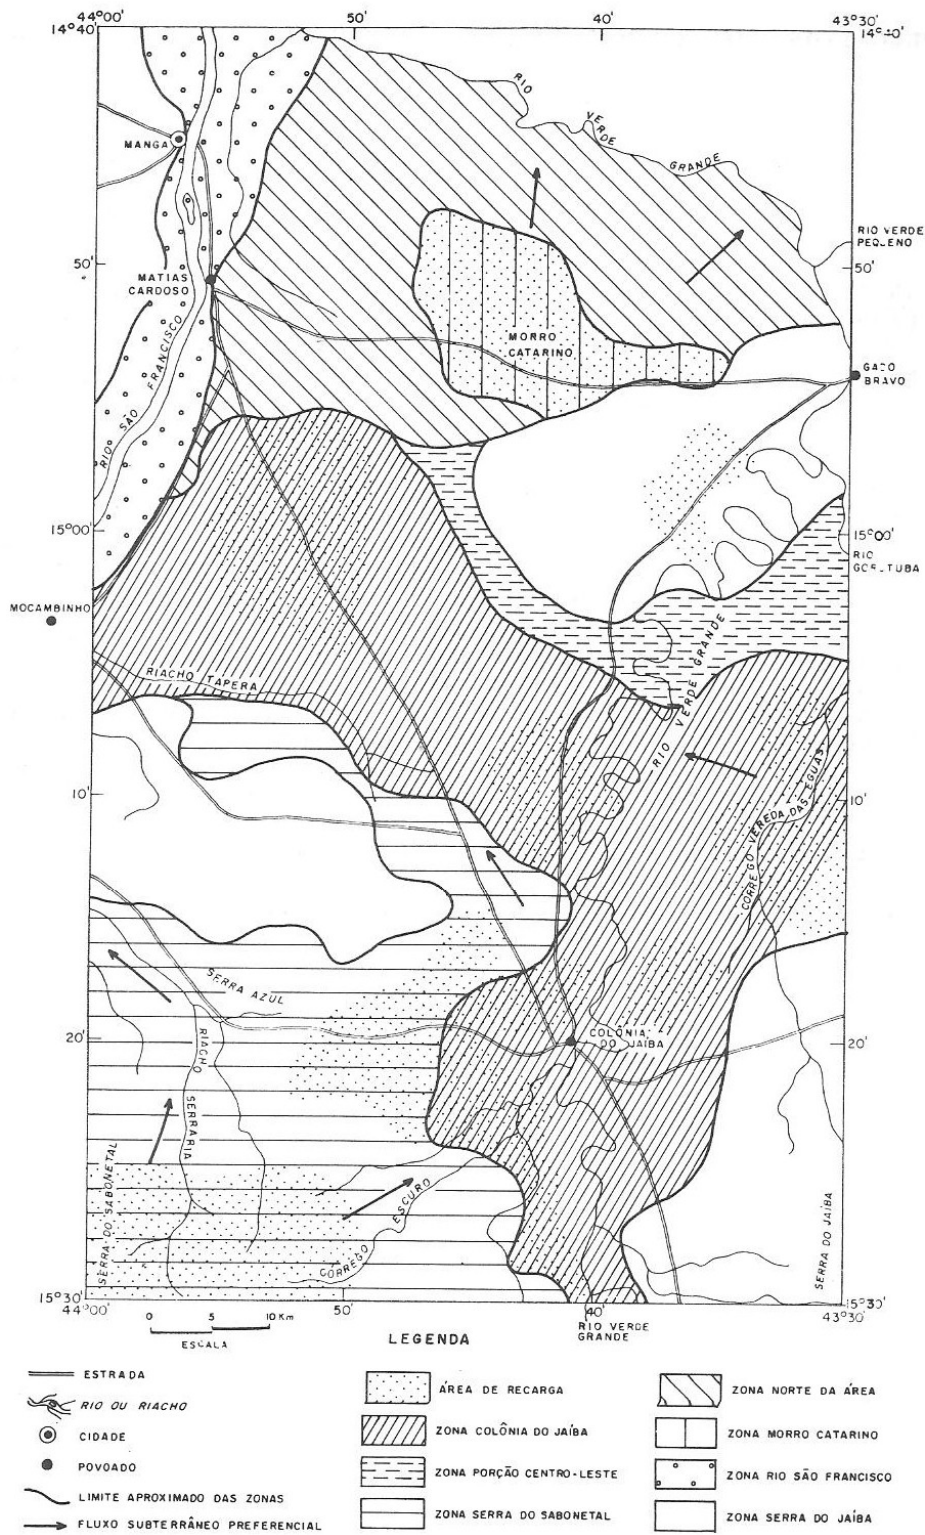 44°00'
50'
40'
43°30'
14°40'
14°40'
RIO
VERDE
GRANDE
MANGA
RIO VERDE
PEQUENO
50'
50'
MATIAS
CARDOSO
RIO SÃO FRANCISCO
MORRO
CATARINO
GADO
BRAVO
15°00'
15°00'
RIO
GORUTUBA
MOCAMBINHO
RIACHO TAPERA
RIO VERDE GRANDE
10'
10'
CORREGO VEREDA DAS EGUAS
SERRA AZUL
COLÔNIA
DO JAÍBA
20'
20'
RIACHO
SERRARIA
SERRA DO SABONETAL
CORREGO
ESCURO
SERRA DO JAÍBA
15°30'
15°30'
44°00'
50'
40'
43°30'
RIO VERDE
GRANDE
0 5 10 Km
ESCALA
LEGENDA
ESTRADA
RIO OU RIACHO
CIDADE
POVOADO
LIMITE APROXIMADO DAS ZONAS
FLUXO SUBTERRÂNEO PREFERENCIAL
ÁREA DE RECARGA
ZONA COLÔNIA DO JAÍBA
ZONA PORÇÃO CENTRO-LESTE
ZONA SERRA DO SABONETAL
ZONA NORTE DA ÁREA
ZONA MORRO CATARINO
ZONA RIO SÃO FRANCISCO
ZONA SERRA DO JAÍBA